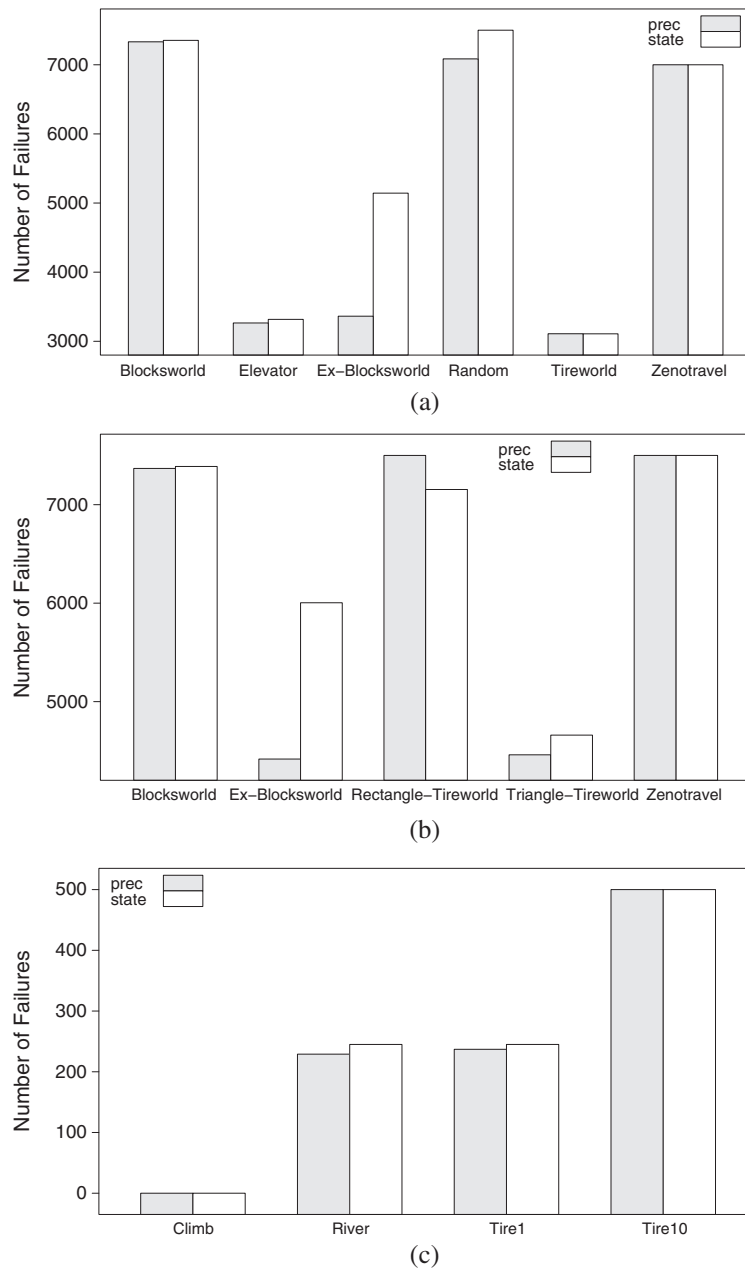 prec
state
7000
6000
5000
4000
3000
Number of Failures
Blocksworld Elevator Ex−Blocksworld Random Tireworld Zenotravel
(a)
prec
state
7000
6000
5000
Number of Failures
Blocksworld Ex−Blocksworld Rectangle−Tireworld Triangle−Tireworld Zenotravel
(b)
prec
state
500
400
300
200
100
0
Number of Failures
Climb River Tire1 Tire10
(c)